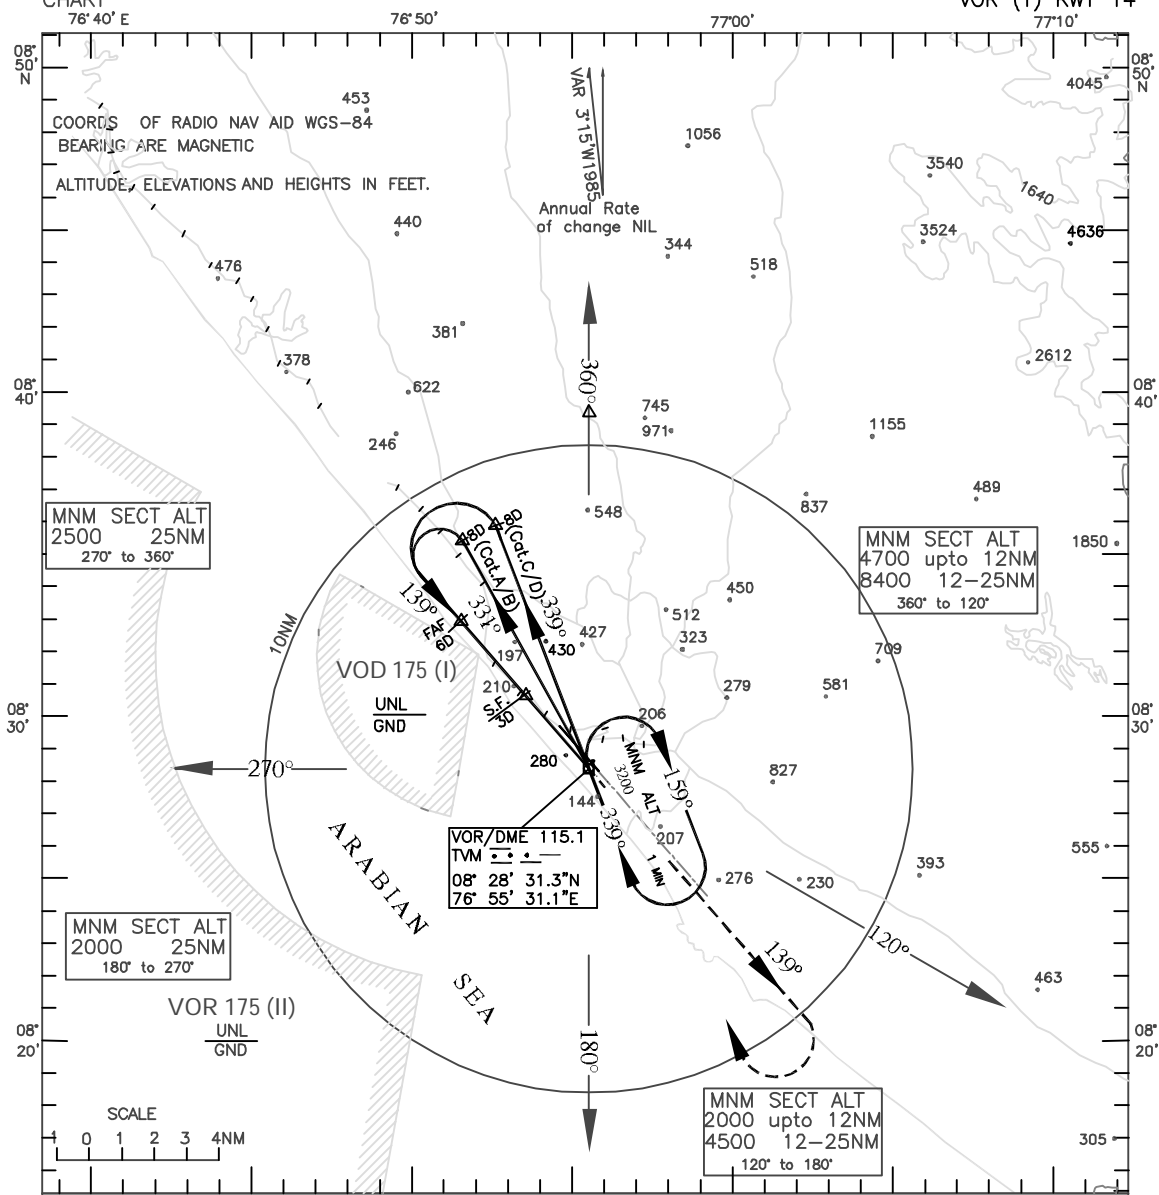 CHART
VOR (T) RWY 14
76°40' E
76°50'
77°00'
77°10'
08°
50'
N
08°
50'
N
4045
453
COORDS OF RADIO NAV AID WGS-84
BEARING ARE MAGNETIC
ALTITUDE, ELEVATIONS AND HEIGHTS IN FEET.
VAR 3°15'W1985
Annual Rate
of change NIL
1056
3540
1640
440
344
3524
4636
476
518
381
378
360°
2612
08°
40'
08°
40'
622
745
971
1155
246
489
837
548
MNM SECT ALT
2500 25NM
270° to 360°
8D
(Cat.A/B)
8D
(Cat.C/D)
1850
MNM SECT ALT
4700 upto 12NM
8400 12-25NM
360° to 120°
139°
331°
339°
FAF
6D
10NM
450
512
427
323
430
197
709
VOD 175 (I)
210
279
581
UNL
GND
206
08°
30'
08°
30'
270°
280
MNM ALT
3200
159°
827
144
339°
207
1 MIN
VOR/DME 115.1
TVM
08° 28' 31.3"N
76° 55' 31.1"E
555
393
276
230
ARABIAN
SEA
MNM SECT ALT
2000 25NM
180° to 270°
120°
139°
463
VOR 175 (II)
UNL
GND
08°
20'
08°
20'
180°
MNM SECT ALT
2000 upto 12NM
4500 12-25NM
120° to 180°
305
SCALE
1 0 1 2 3 4NM